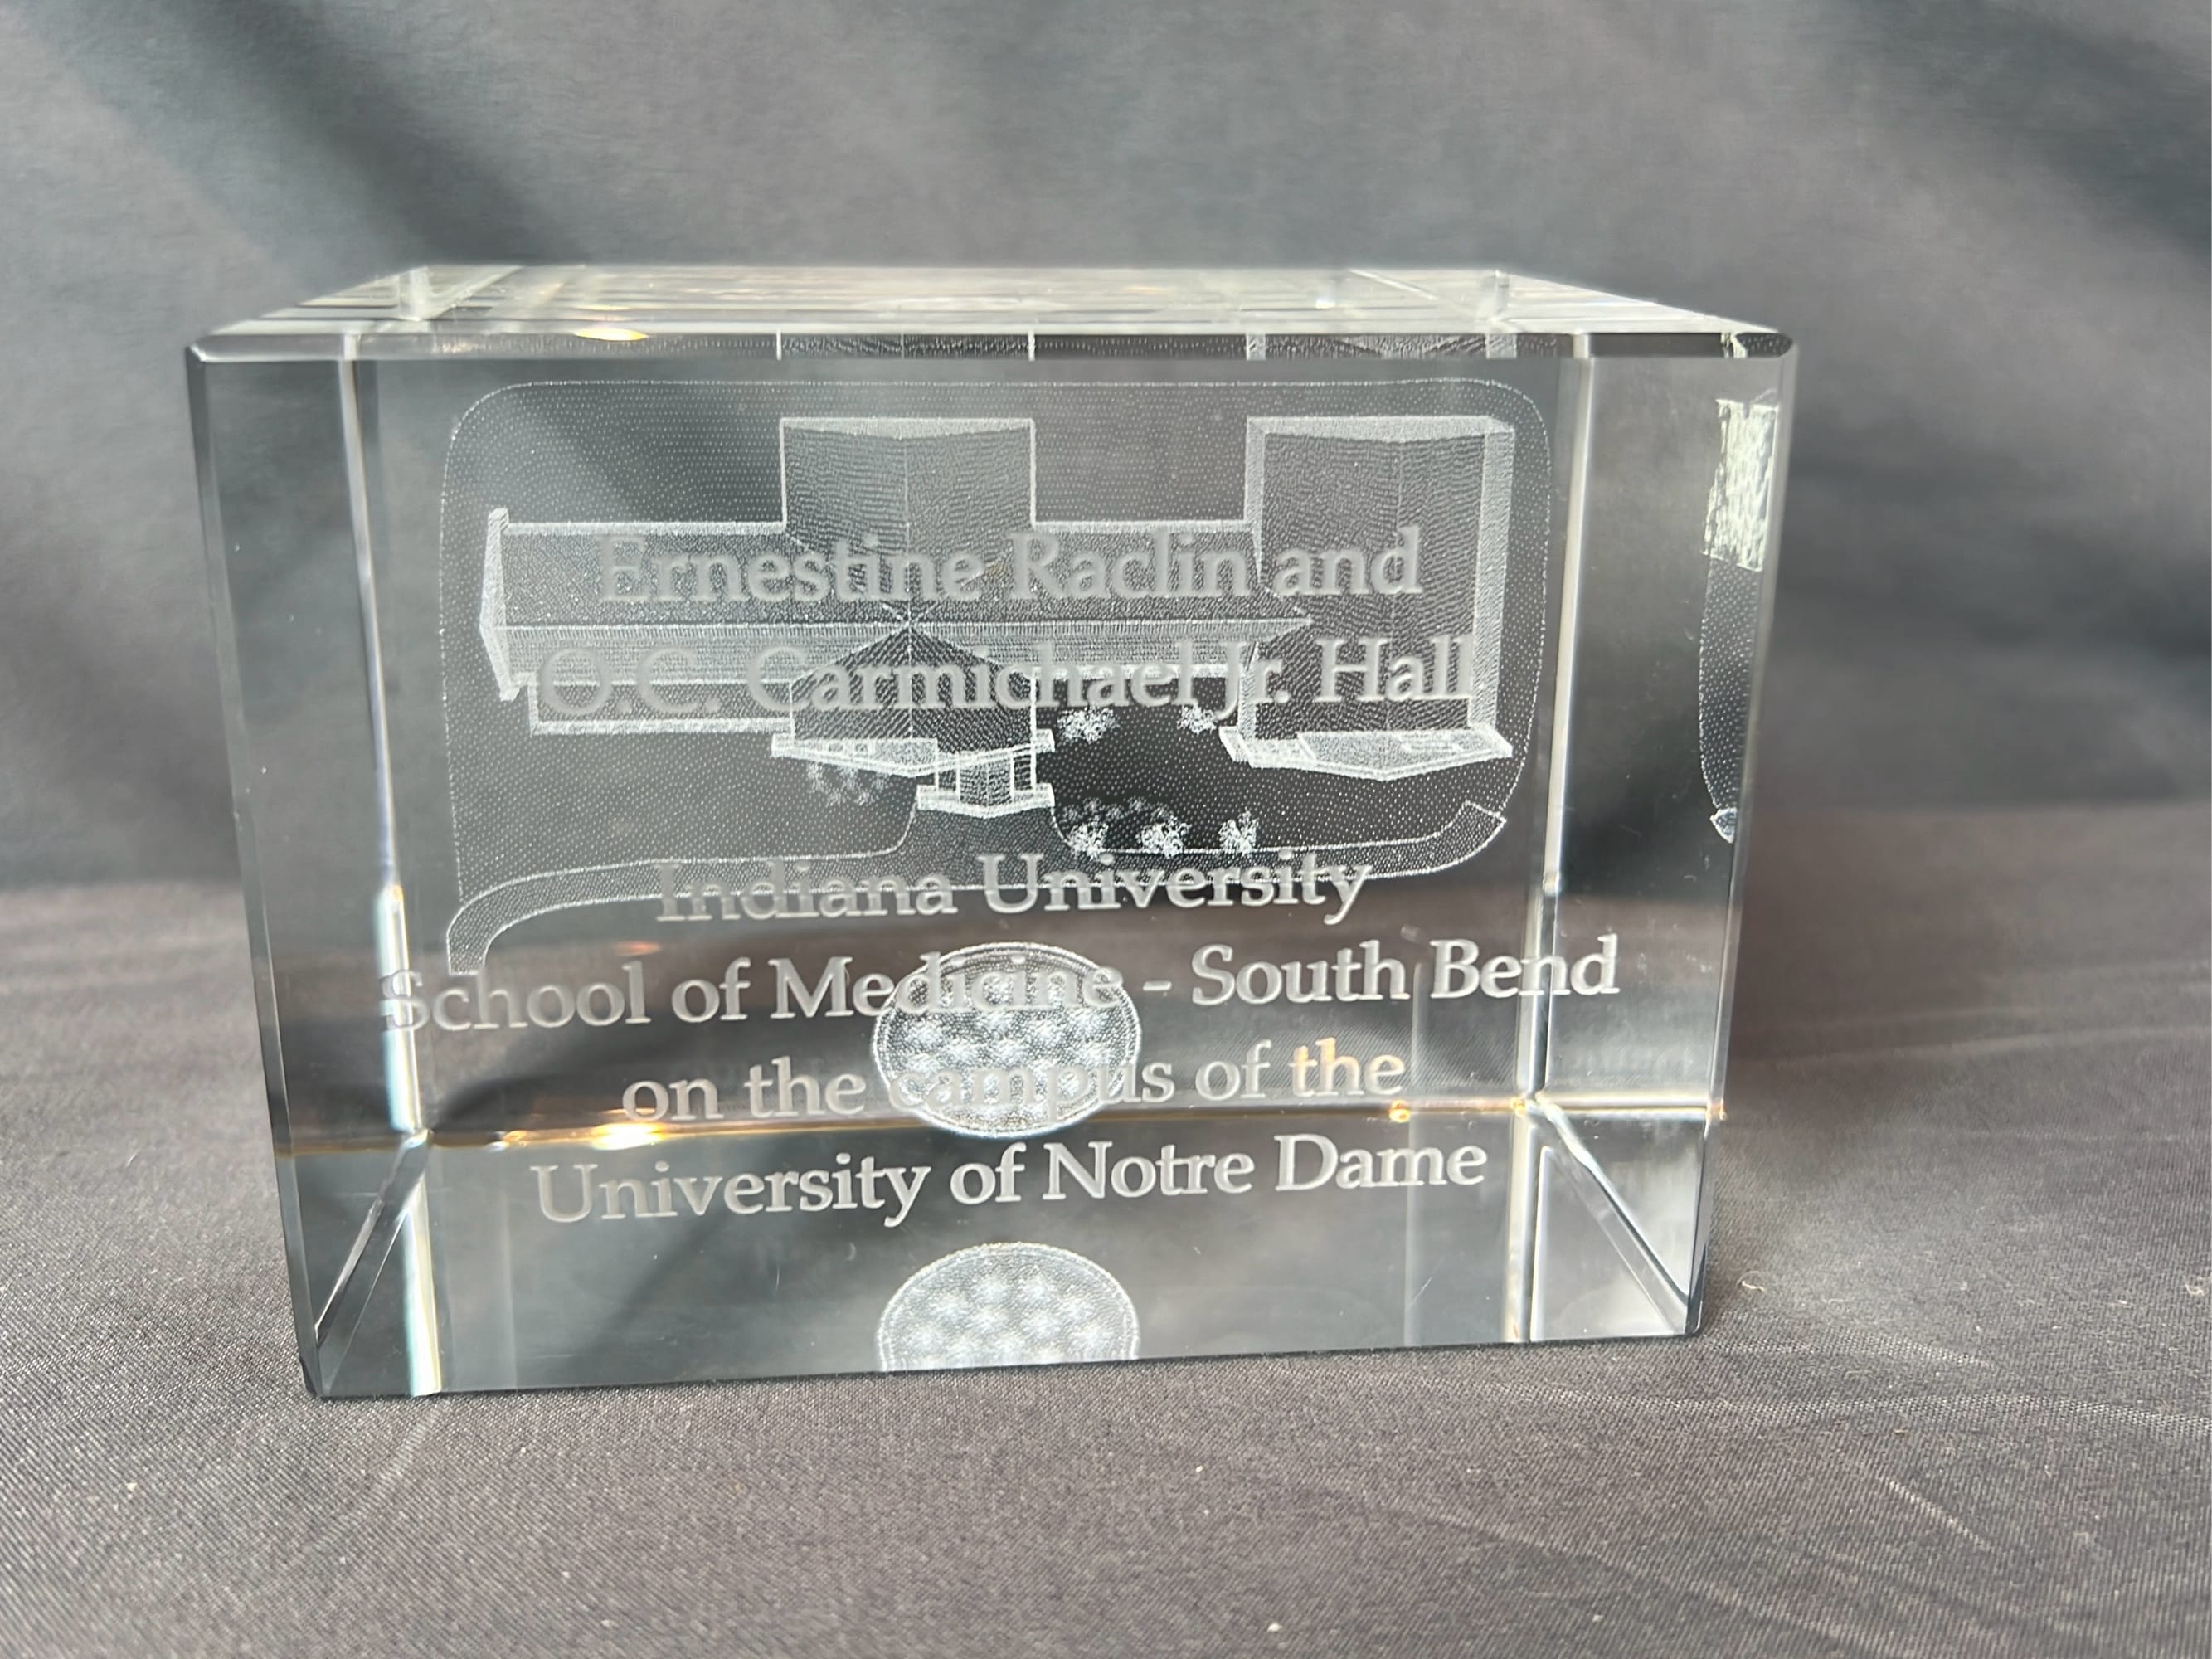 Ernestine Raclin and
O.C. Carmichael Jr. Hall
Indiana University
School of Medicine - South Bend
on the campus of the
University of Notre Dame